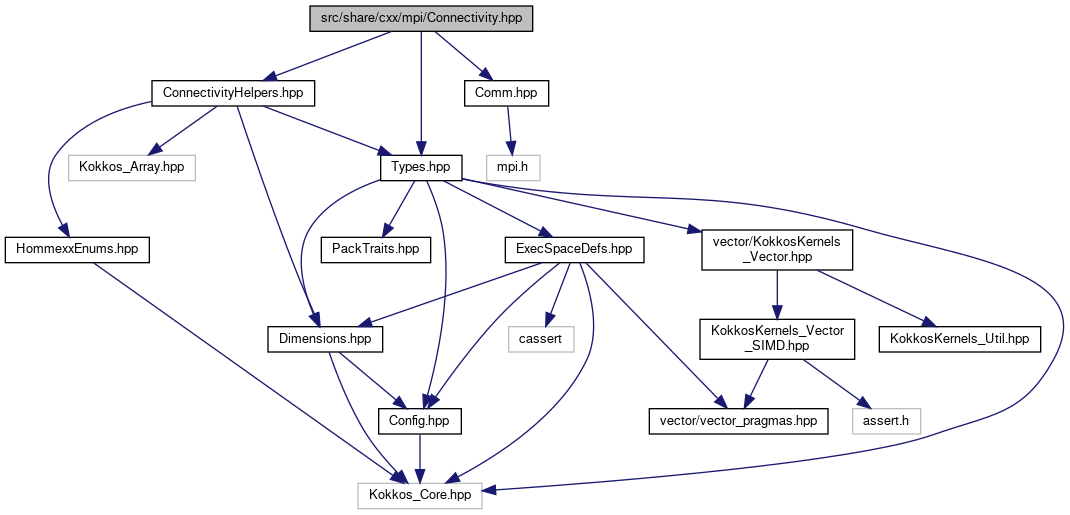 src/share/cxx/mpi/Connectivity.hpp
ConnectivityHelpers.hpp
Comm.hpp
Kokkos_Array.hpp
Types.hpp
mpi.h
HommexxEnums.hpp
PackTraits.hpp
ExecSpaceDefs.hpp
vector/KokkosKernels
_Vector.hpp
Dimensions.hpp
cassert
KokkosKernels_Vector
_SIMD.hpp
KokkosKernels_Util.hpp
Config.hpp
vector/vector_pragmas.hpp
assert.h
Kokkos_Core.hpp